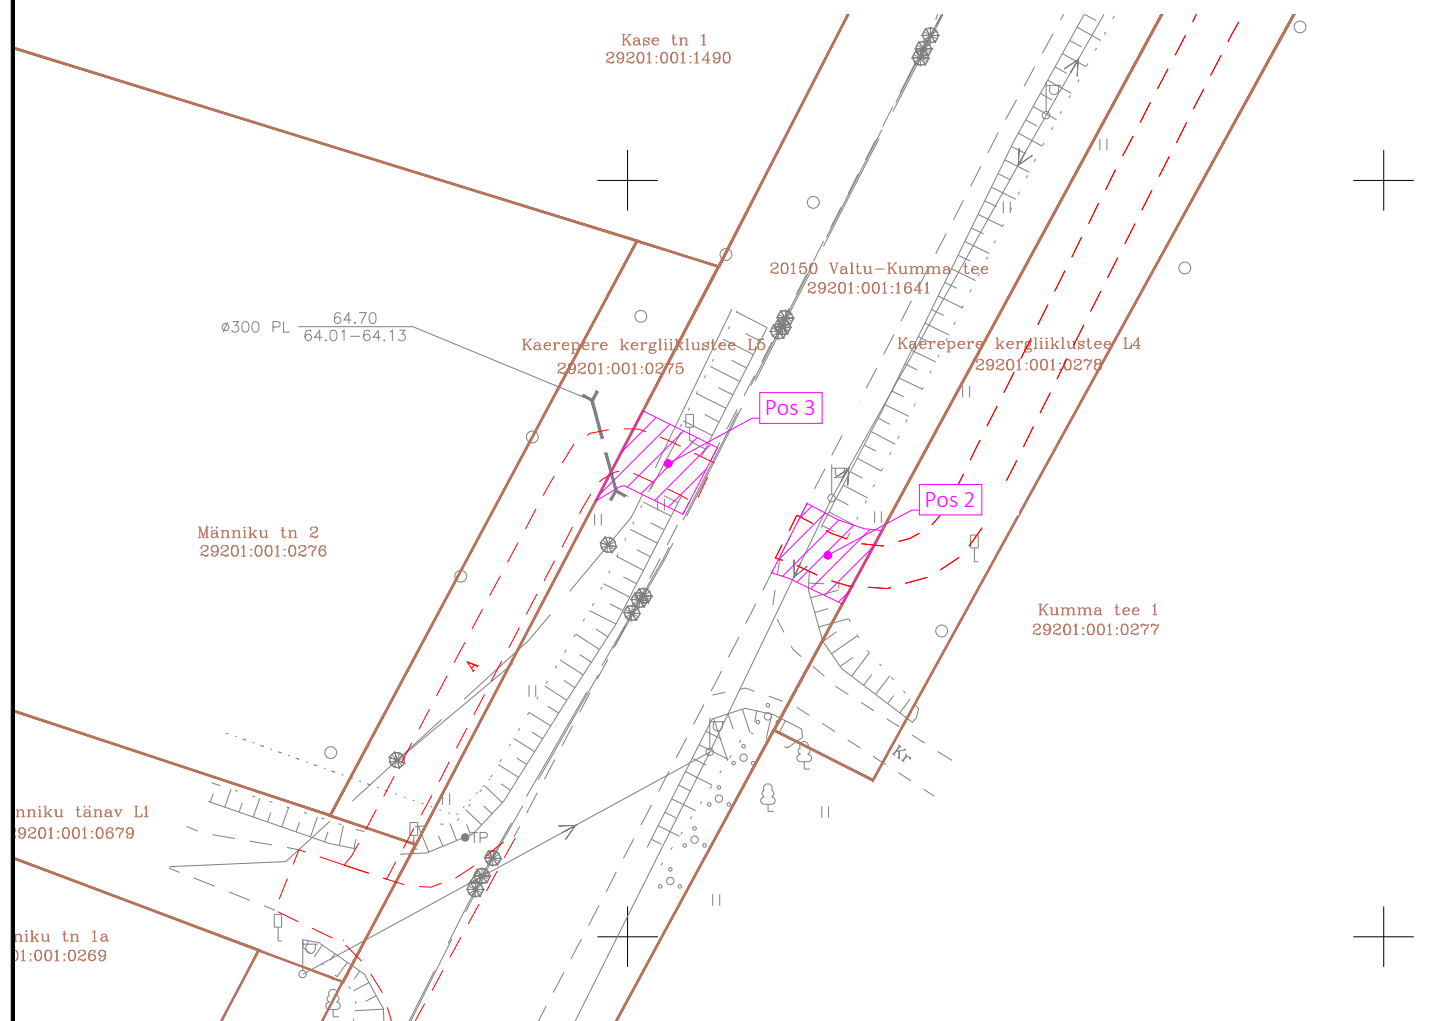 Kase tn 1
29201:001:1490
20150 Valtu-Kumma tee
29201:001:1641
ø300 PL
64.70
64.01-64.13
Kaerepere kergliiklustee L5
29201:001:0275
Kaerepere kergliiklustee L4
29201:001:0278
Pos 3
Pos 2
Männiku tn 2
29201:001:0276
Kumma tee 1
29201:001:0277
A
Kr
nniku tänav L1
9201:001:0679
TP
niku tn 1a
01:001:0269